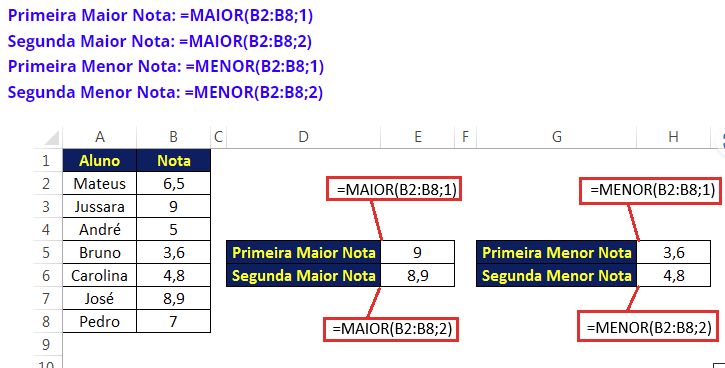 Primeira Maior Nota: =MAIOR(B2:B8;1)
Segunda Maior Nota: =MAIOR(B2:B8;2)
Primeira Menor Nota: =MENOR(B2:B8;1)
Segunda Menor Nota: =MENOR(B2:B8;2)
A B C D E F G H
1 Aluno Nota
2 Mateus 6,5 =MAIOR(B2:B8;1) =MENOR(B2:B8;1)
3 Jussara 9
4 André 5
5 Bruno 3,6 Primeira Maior Nota 9 Primeira Menor Nota 3,6
6 Carolina 4,8 Segunda Maior Nota 8,9 Segunda Menor Nota 4,8
7 José 8,9
8 Pedro 7 =MAIOR(B2:B8;2) =MENOR(B2:B8;2)
9
10